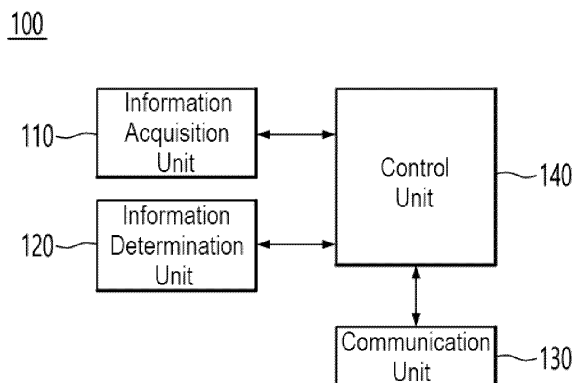 100
Information
Acquisition
Unit
110
Control
Unit
140
Information
Determination
Unit
120
Communication
Unit
130